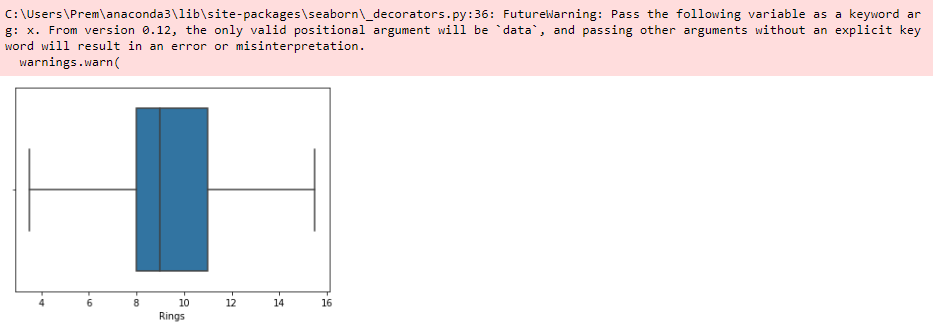 C:\Users\Prem\anaconda3\lib\site-packages\seaborn\_decorators.py:36: FutureWarning: Pass the following variable as a keyword ar
g: x. From version 0.12, the only valid positional argument will be `data`, and passing other arguments without an explicit key
word will result in an error or misinterpretation.
  warnings.warn(
4 6 8 10 12 14 16
Rings